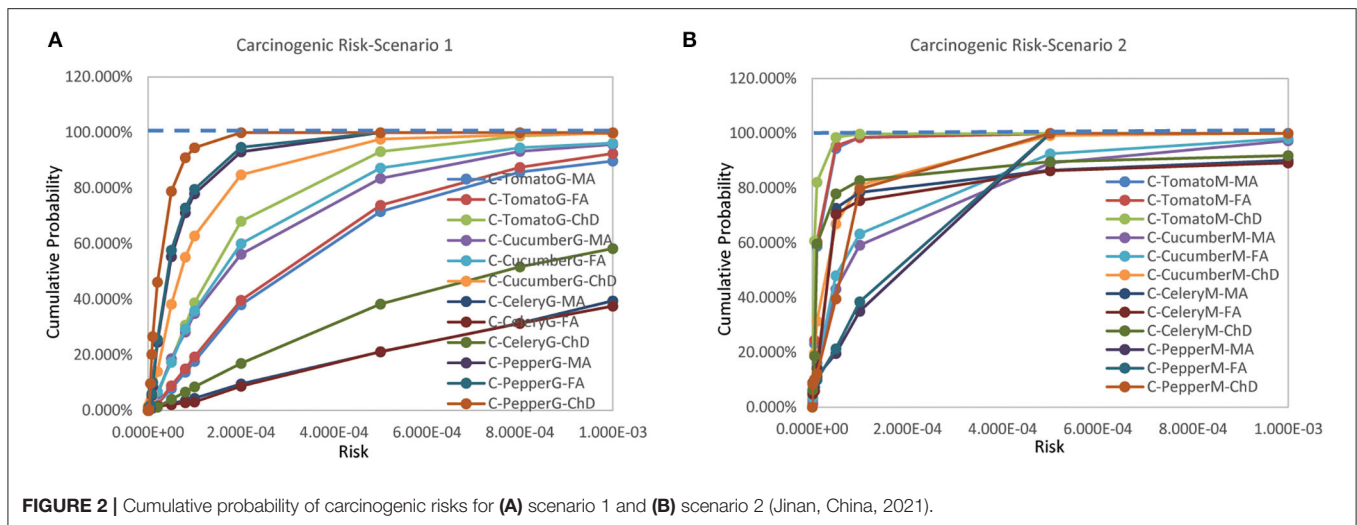 A
Carcinogenic Risk-Scenario 1
120.000%
100.000%
80.000%
60.000%
40.000%
20.000%
0.000%
Cumulative Probability
0.000E+00 2.000E-04 4.000E-04 6.000E-04 8.000E-04 1.000E-03
Risk
C-TomatoG-MA
C-TomatoG-FA
C-TomatoG-ChD
C-CucumberG-MA
C-CucumberG-FA
C-CucumberG-ChD
C-CeleryG-MA
C-CeleryG-FA
C-CeleryG-ChD
C-PepperG-MA
C-PepperG-FA
C-PepperG-ChD
B
Carcinogenic Risk-Scenario 2
120.000%
100.000%
80.000%
60.000%
40.000%
20.000%
0.000%
Cumulative Probability
0.000E+00 2.000E-04 4.000E-04 6.000E-04 8.000E-04 1.000E-03
Risk
C-TomatoM-MA
C-TomatoM-FA
C-TomatoM-ChD
C-CucumberM-MA
C-CucumberM-FA
C-CucumberM-ChD
C-CeleryM-MA
C-CeleryM-FA
C-CeleryM-ChD
C-PepperM-MA
C-PepperM-FA
C-PepperM-ChD
FIGURE 2 | Cumulative probability of carcinogenic risks for (A) scenario 1 and (B) scenario 2 (Jinan, China, 2021).